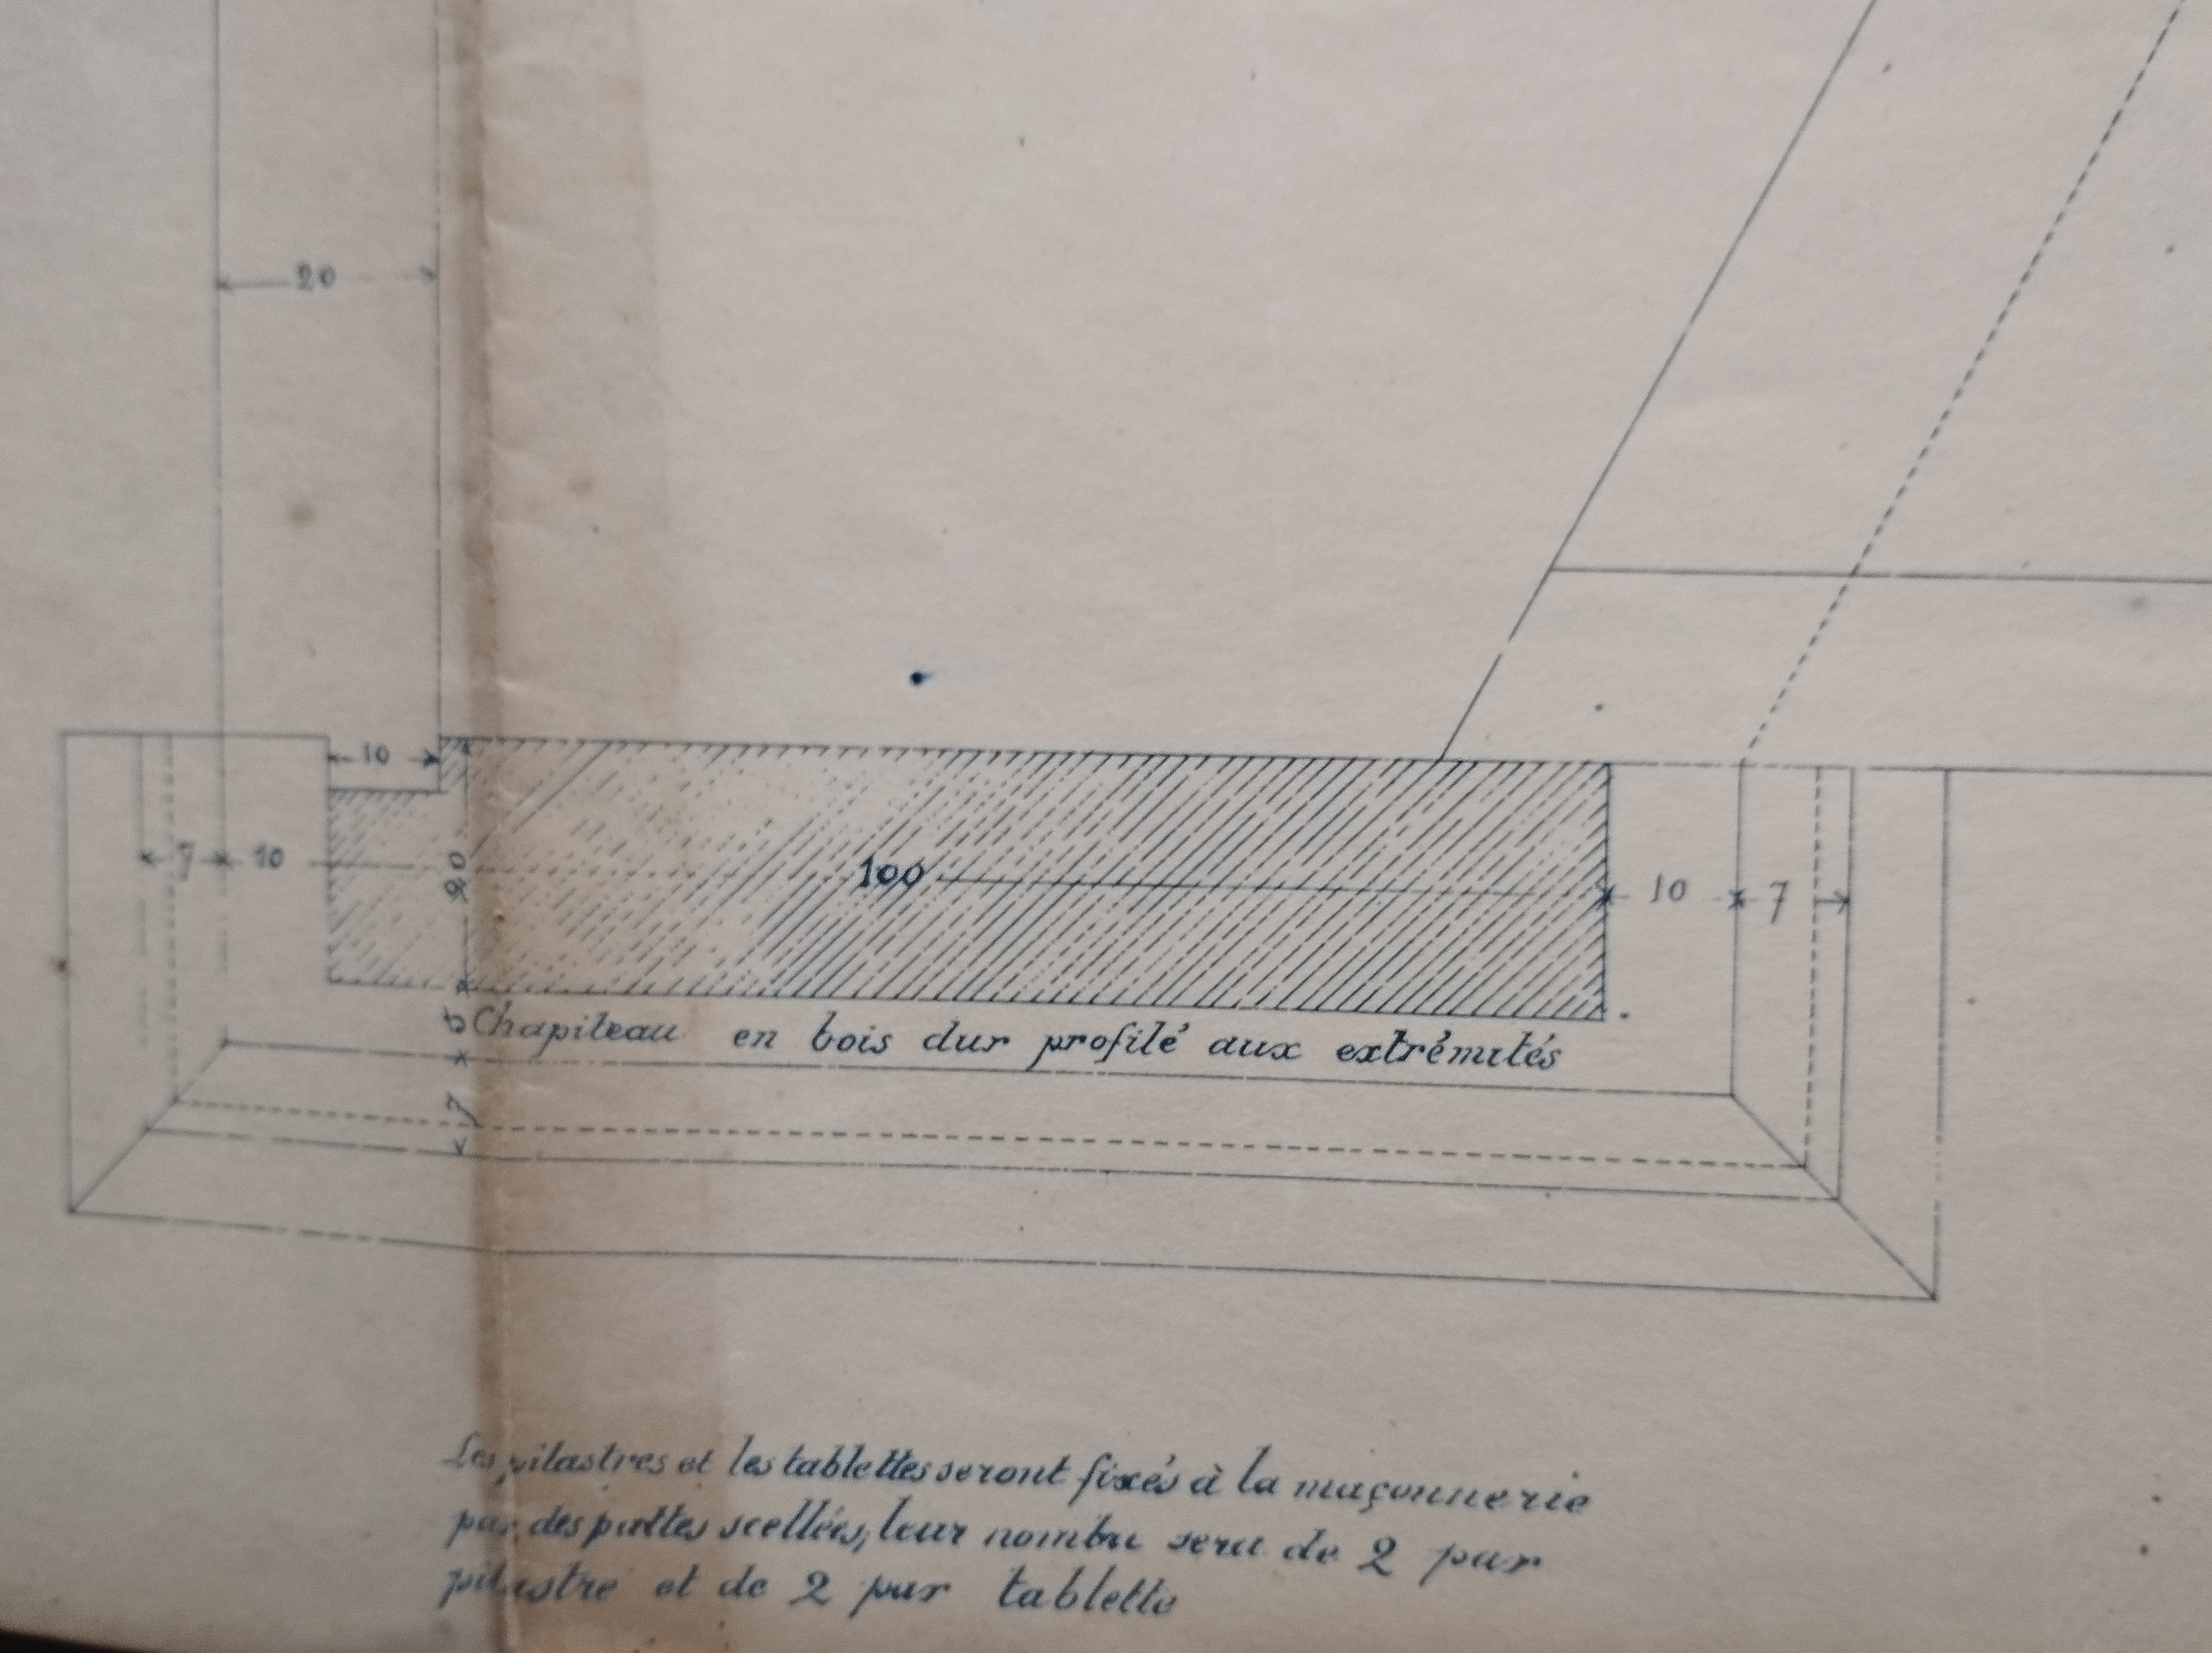 20
10
7 10 20 100 10 7
Chapiteau en bois dur profilé aux extrémités
7
Les pilastres et les tablettes seront fixés à la maçonnerie
par des pattes scellées, leur nombre sera de 2 par
pilastre et de 2 par tablette